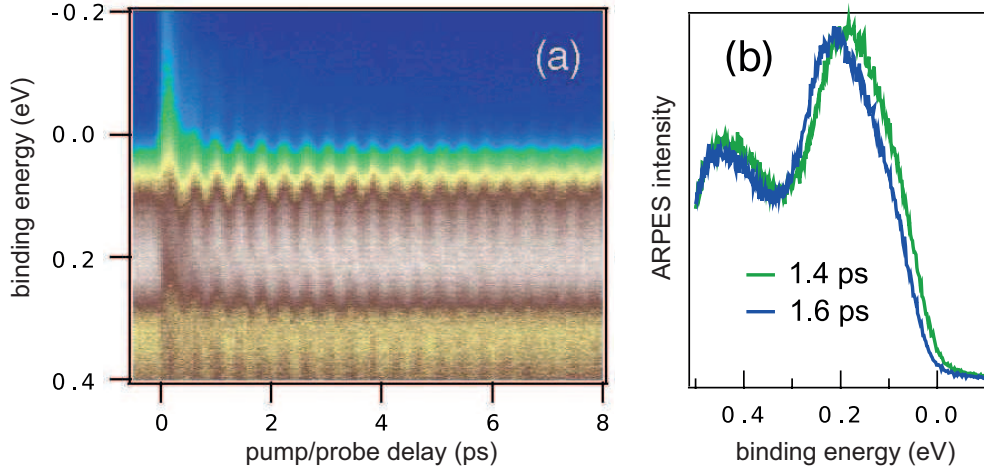 -0.2
0.0
0.2
0.4
binding energy (eV)
(a)
0
2
4
6
8
pump/probe delay (ps)
ARPES intensity
(b)
1.4 ps
1.6 ps
0.4
0.2
0.0
binding energy (eV)